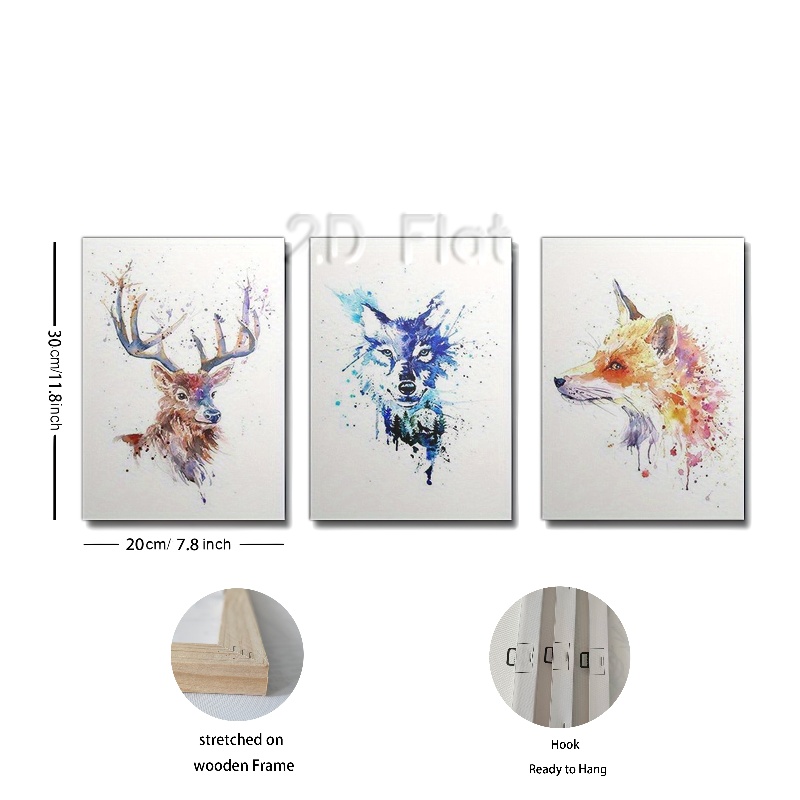 2D Flat
30cm/11.8inch
20cm/ 7.8 inch
stretched on
wooden Frame
Hook
Ready to Hang